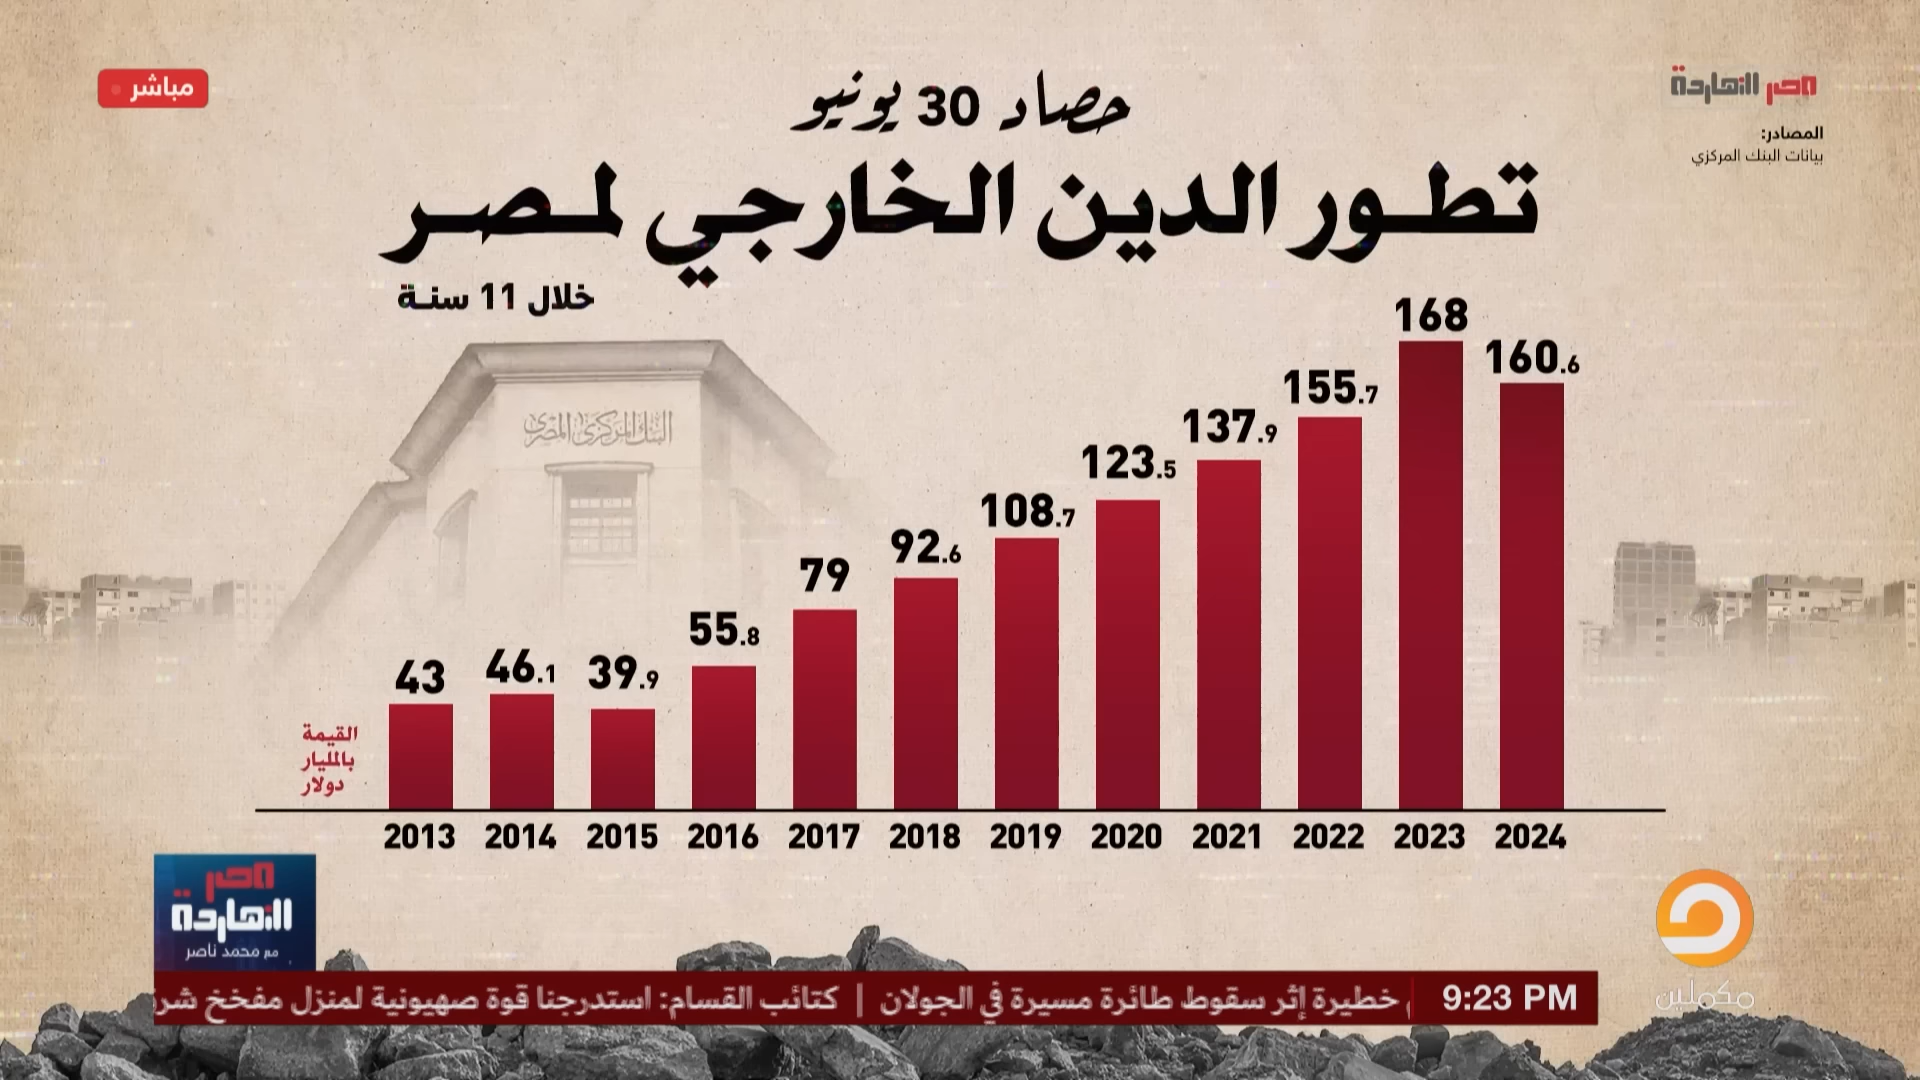 مباشر
مصر النهاردة
المصادر:
بيانات البنك المركزي
حصاد 30 يونيو
تطور الدين الخارجي لمصر
خلال 11 سنة
البنك المركزي المصري
168
160.6
155.7
137.9
123.5
108.7
92.6
79
55.8
39.9
46.1
43
القيمة
بالمليار
دولار
2013 2014 2015 2016 2017 2018 2019 2020 2021 2022 2023 2024
مصر
النهاردة
مع محمد ناصر
خطيرة إثر سقوط طائرة مسيرة في الجولان | كتائب القسام: استدرجنا قوة صهيونية لمنزل مفخخ
9:23 PM
مكملين